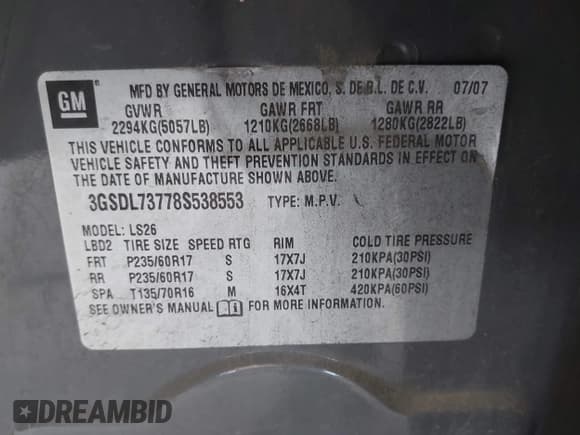 GM®
MFD BY GENERAL MOTORS DE MEXICO, S. DE R.L. DE C.V. 07/07
GVWR GAWR FRT GAWR RR
2294KG(5057LB) 1210KG(2668LB) 1280KG(2822LB)
THIS VEHICLE CONFORMS TO ALL APPLICABLE U.S. FEDERAL MOTOR
VEHICLE SAFETY AND THEFT PREVENTION STANDARDS IN EFFECT ON
THE DATE OF MANUFACTURE SHOWN ABOVE.
3GSDL73778S538553 TYPE: M.P.V.
MODEL: LS26
LBD2 TIRE SIZE SPEED RTG RIM COLD TIRE PRESSURE
FRT P235/60R17 S 17X7J 210KPA(30PSI)
RR P235/60R17 S 17X7J 210KPA(30PSI)
SPA T135/70R16 M 16X4T 420KPA(60PSI)
SEE OWNER'S MANUAL FOR MORE INFORMATION.
DREAMBID